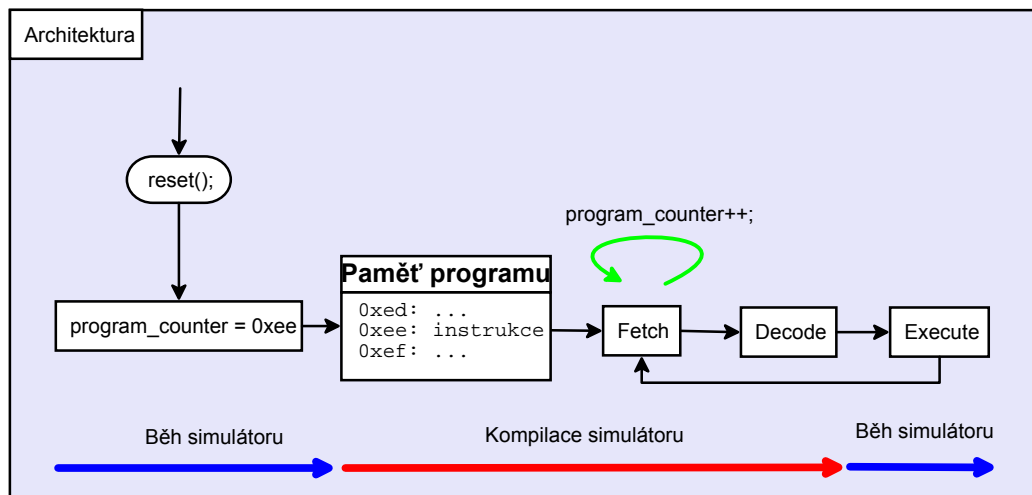 Architektura
reset();
program_counter++;
Paměť programu
0xed: ...
0xee: instrukce
0xef: ...
program_counter = 0xee
Fetch
Decode
Execute
Běh simulátoru
Kompilace simulátoru
Běh simulátoru